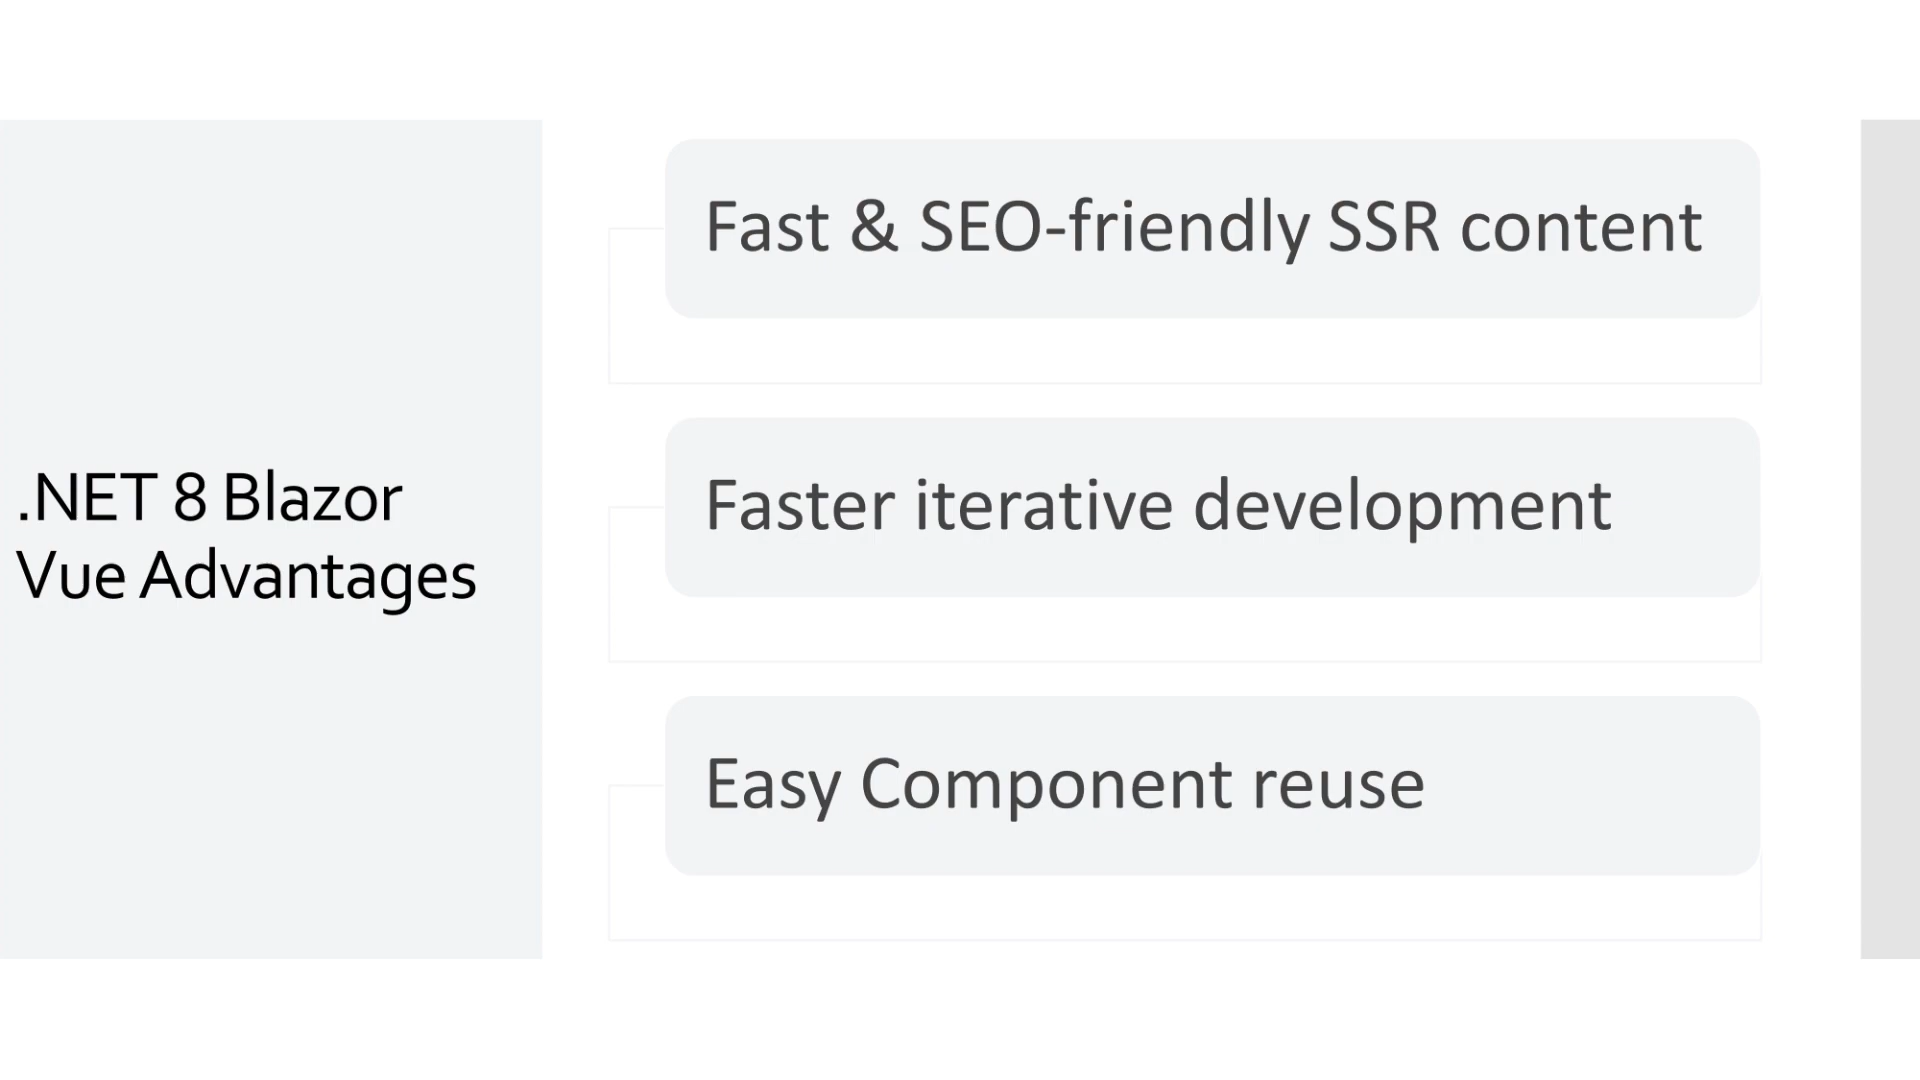 .NET 8 Blazor
Vue Advantages
Fast & SEO-friendly SSR content
Faster iterative development
Easy Component reuse